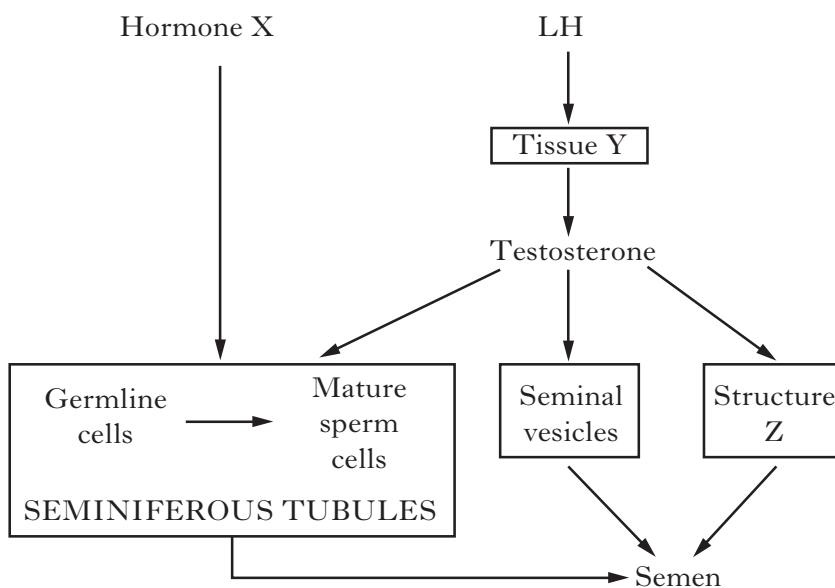 Hormone X
LH
Tissue Y
Testosterone
Germline
cells
Mature
sperm
cells
SEMINIFEROUS TUBULES
Seminal
vesicles
Structure
Z
Semen